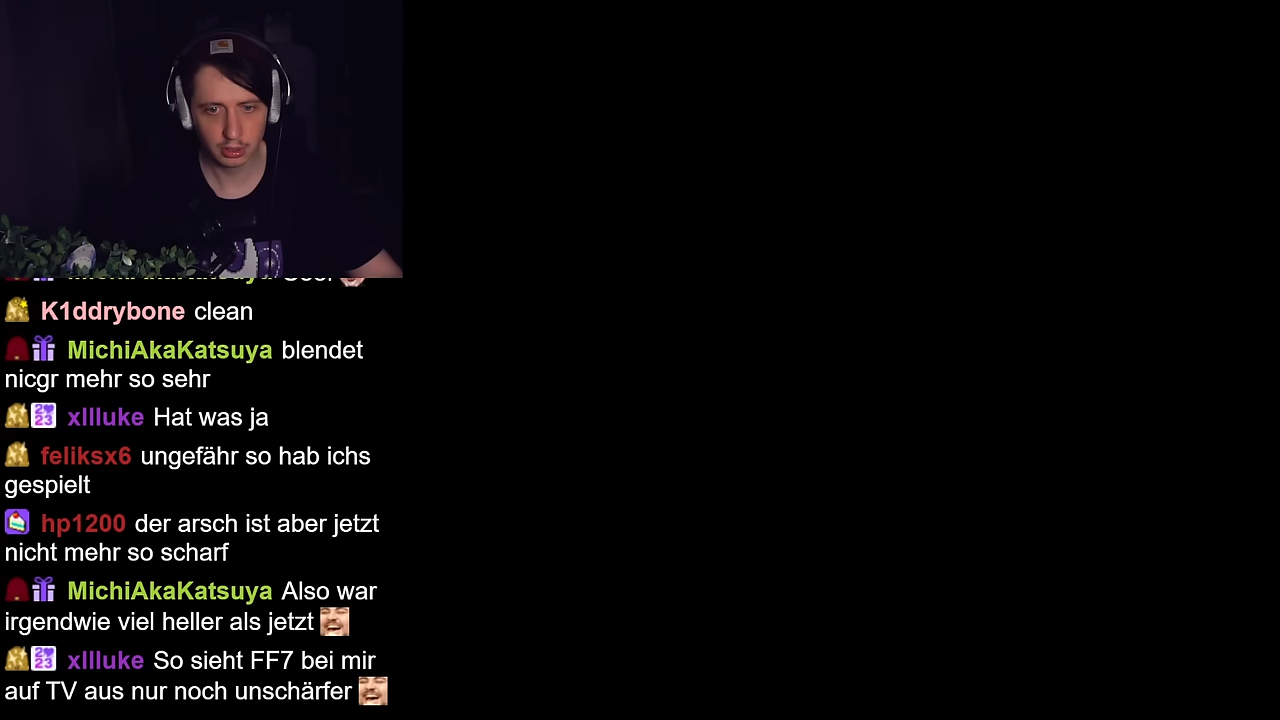 K1ddrybone clean
MichiAkaKatsuya blendet
nicgr mehr so sehr
xIlluke Hat was ja
feliksx6 ungefähr so hab ichs
gespielt
hp1200 der arsch ist aber jetzt
nicht mehr so scharf
MichiAkaKatsuya Also war
irgendwie viel heller als jetzt
xIlluke So sieht FF7 bei mir
auf TV aus nur noch unschärfer